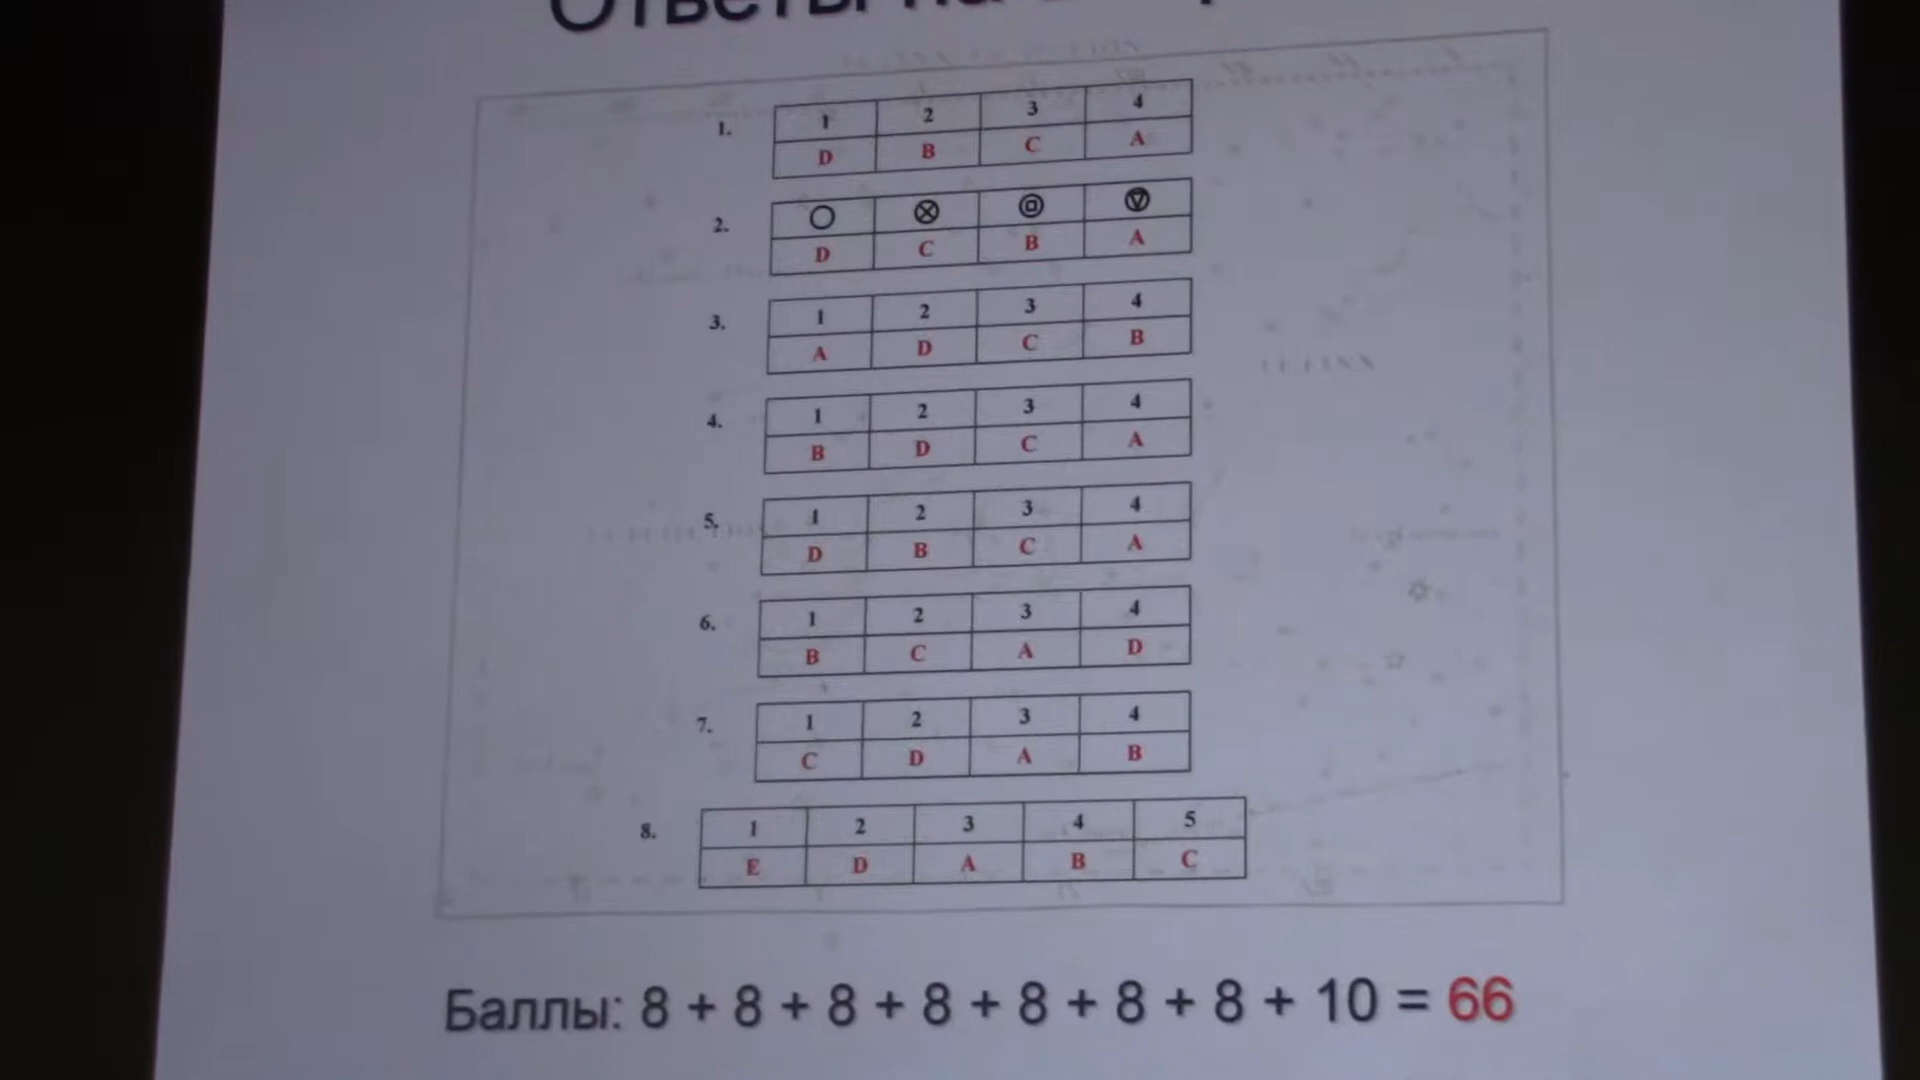 Ответы на
1. 1 2 3 4
D B C A
2. ○ ⊗
D C B A
3. 1 2 3 4
A D C B
4. 1 2 3 4
B D C A
5. 1 2 3 4
D B C A
6. 1 2 3 4
B C A D
7. 1 2 3 4
C D A B
8. 1 2 3 4 5
E D A B C
Баллы: 8 + 8 + 8 + 8 + 8 + 8 + 8 + 10 = 66